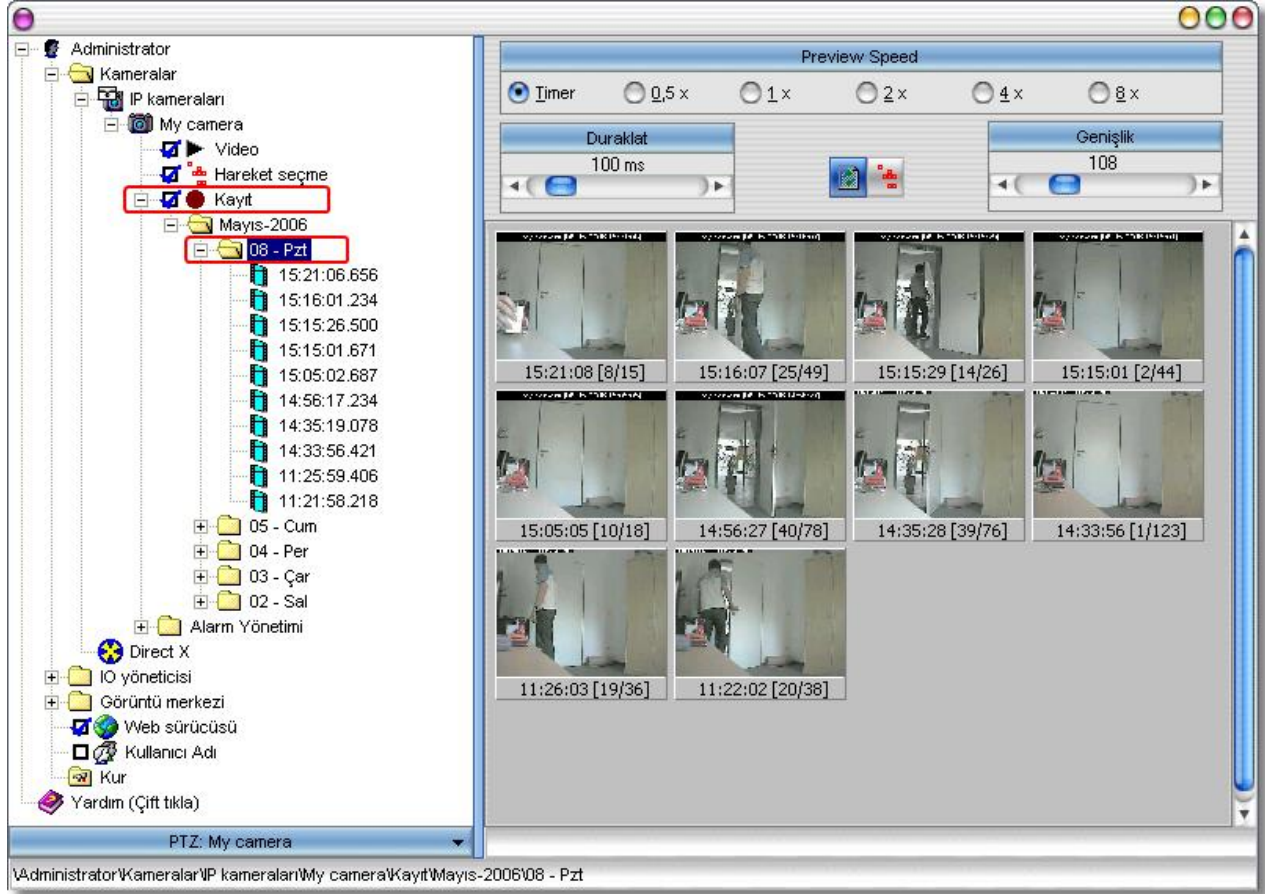 Administrator
Kameralar
IP kameraları
My camera
Video
Hareket seçme
Kayıt
Mayıs-2006
08 - Pzt
15:21:06.656
15:16:01.234
15:15:26.500
15:15:01.671
15:05:02.687
14:56:17.234
14:35:19.078
14:33:56.421
11:25:59.406
11:21:58.218
05 - Cum
04 - Per
03 - Çar
02 - Sal
Alarm Yönetimi
Direct X
IO yöneticisi
Görüntü merkezi
Web sürücüsü
Kullanıcı Adı
Kur
Yardım (Çift tıkla)
PTZ: My camera
Preview Speed
Timer 0,5 x 1 x 2 x 4 x 8 x
Duraklat
100 ms
Genişlik
108
15:21:08 [8/15] 15:16:07 [25/49] 15:15:29 [14/26] 15:15:01 [2/44]
15:05:05 [10/18] 14:56:27 [40/78] 14:35:28 [39/76] 14:33:56 [1/123]
11:26:03 [19/36] 11:22:02 [20/38]
\Administrator\Kameralar\IP kameraları\My camera\Kayıt\Mayıs-2006\08 - Pzt